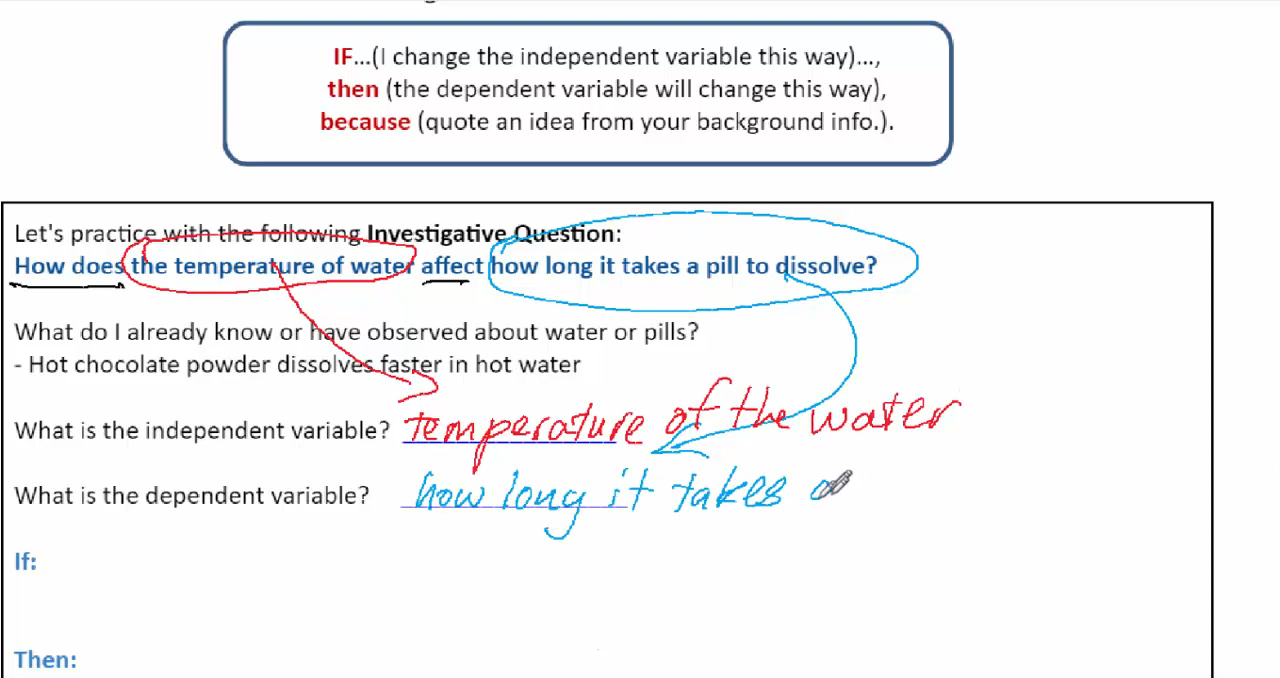 IF...(I change the independent variable this way)...,
then (the dependent variable will change this way),
because (quote an idea from your background info.).
Let's practice with the following Investigative Question:
How does the temperature of water affect how long it takes a pill to dissolve?
What do I already know or have observed about water or pills?
- Hot chocolate powder dissolves faster in hot water
What is the independent variable? temperature of the water
What is the dependent variable? how long it takes
If:
Then: